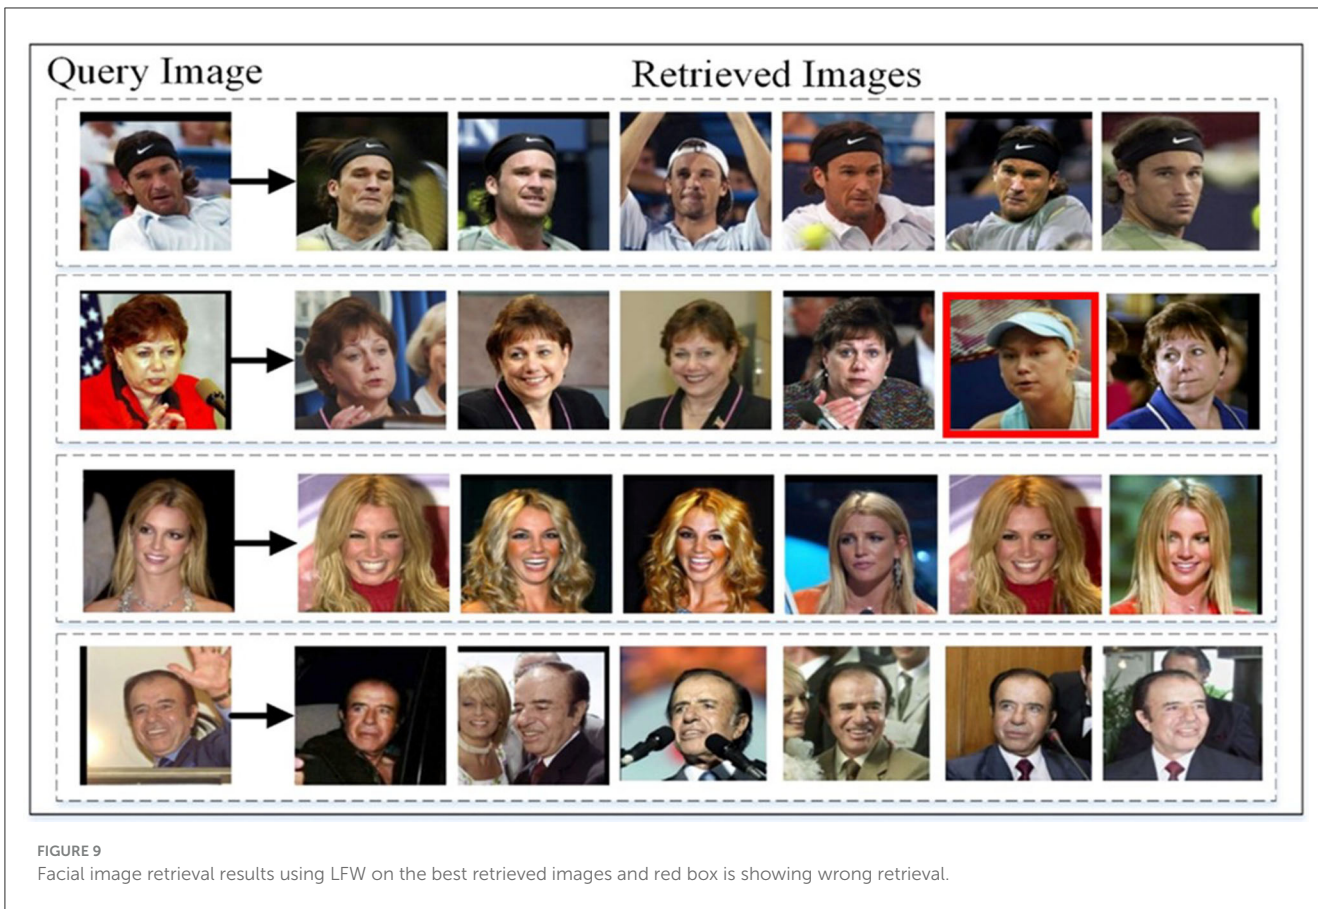 Query Image
Retrieved Images
FIGURE 9
Facial image retrieval results using LFW on the best retrieved images and red box is showing wrong retrieval.